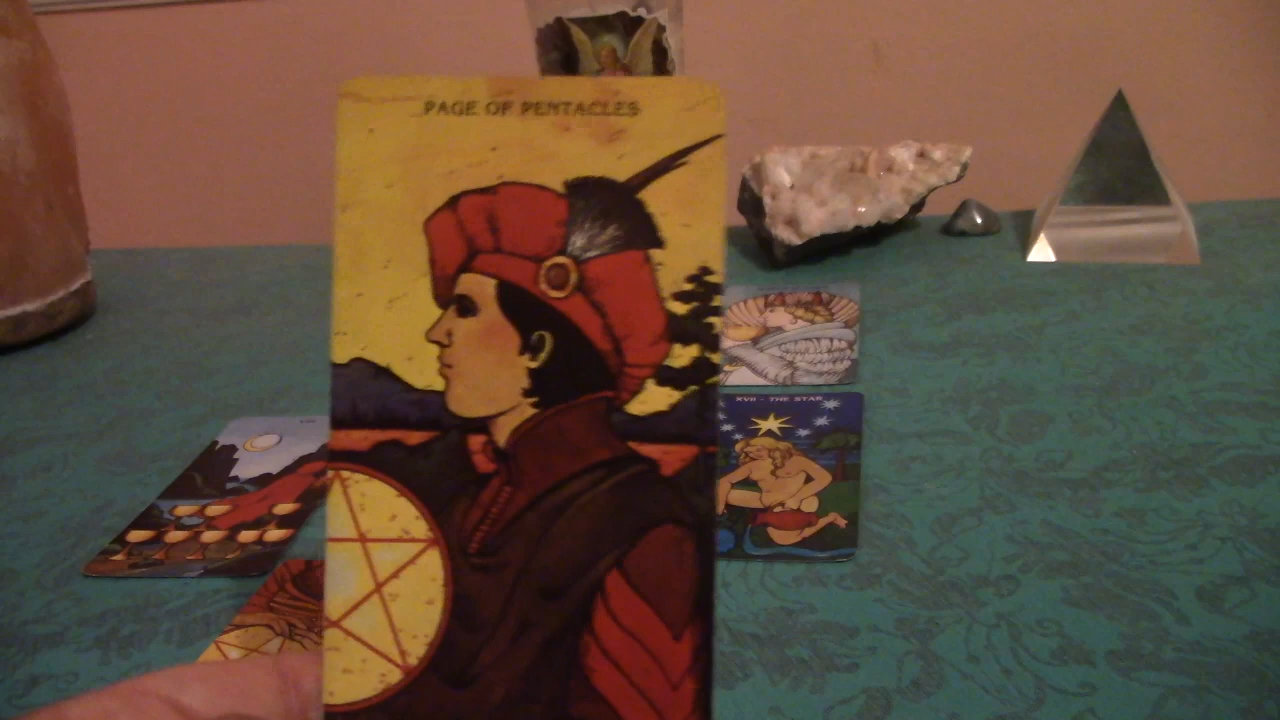 PAGE OF PENTACLES
XVII - THE STAR